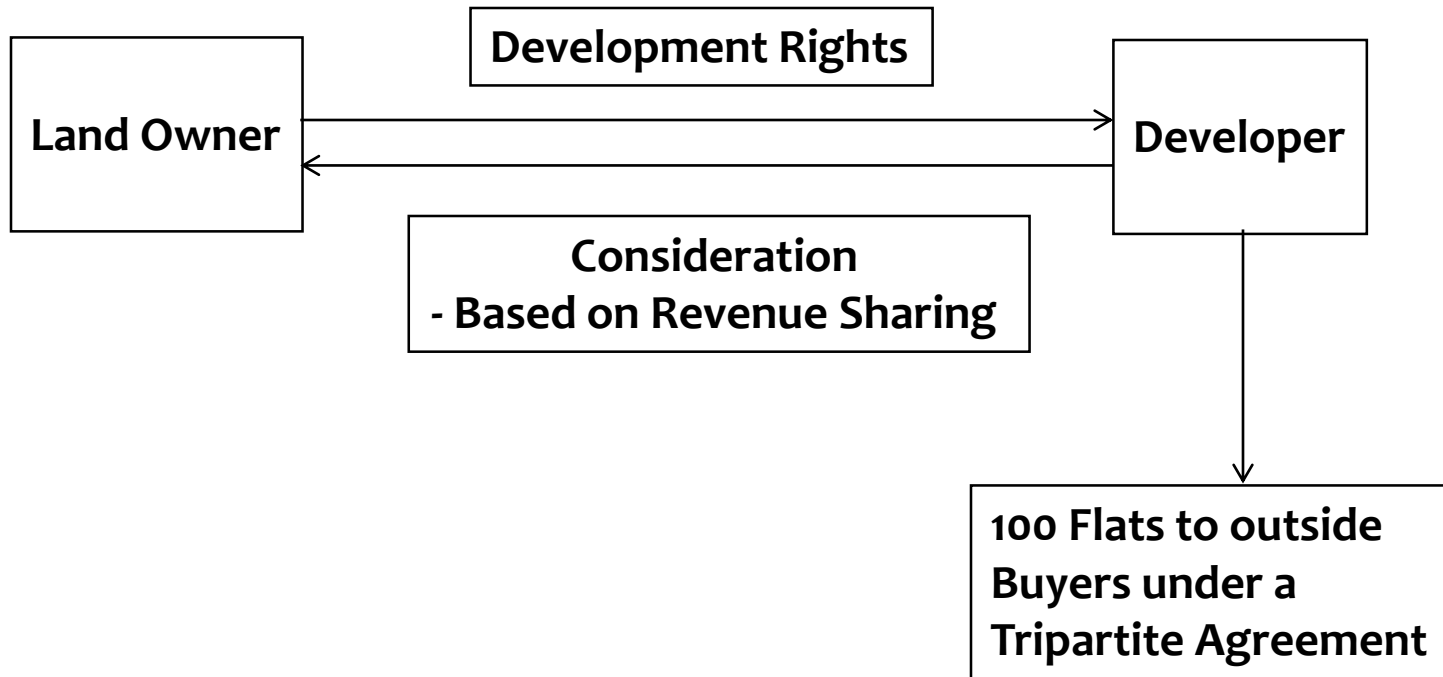 Development Rights
Land Owner
Developer
Consideration
- Based on Revenue Sharing
100 Flats to outside
Buyers under a
Tripartite Agreement